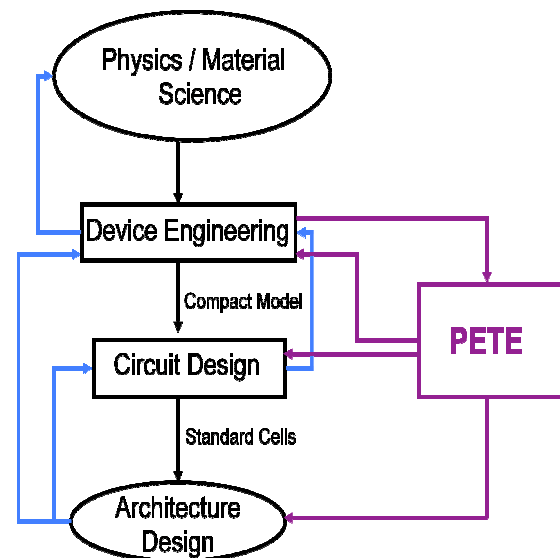 Physics / Material
Science
Device Engineering
Compact Model
PETE
Circuit Design
Standard Cells
Architecture
Design